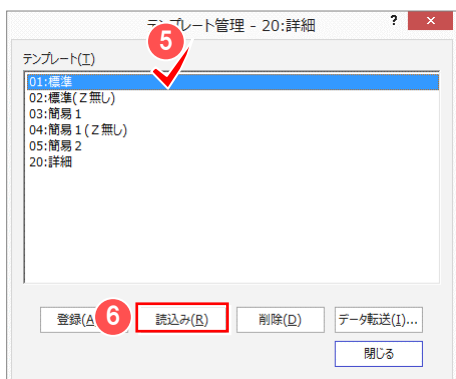 テンプレート管理 - 20:詳細
?
×
5
テンプレート(T)
01:標準
02:標準(Z無し)
03:簡易1
04:簡易1(Z無し)
05:簡易2
20:詳細
登録(A 6 読込み(R) 削除(D) データ転送(I)...
閉じる